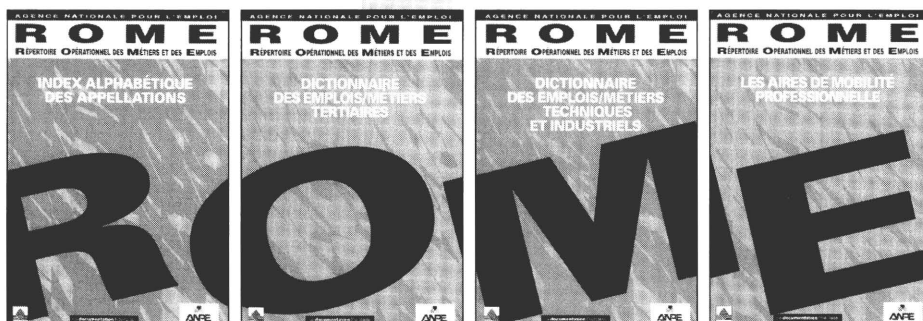 AGENCE NATIONALE POUR L'EMPLOI
ROME
RÉPERTOIRE OPÉRATIONNEL DES MÉTIERS ET DES EMPLOIS
INDEX ALPHABÉTIQUE
DES APPELLATIONS
R
ANPE
AGENCE NATIONALE POUR L'EMPLOI
ROME
RÉPERTOIRE OPÉRATIONNEL DES MÉTIERS ET DES EMPLOIS
DICTIONNAIRE
DES EMPLOIS/MÉTIERS
TERTIAIRES
O
documentation
ANPE
AGENCE NATIONALE POUR L'EMPLOI
ROME
RÉPERTOIRE OPÉRATIONNEL DES MÉTIERS ET DES EMPLOIS
DICTIONNAIRE
DES EMPLOIS/MÉTIERS
TECHNIQUES
ET INDUSTRIELS
M
documentation
ANPE
AGENCE NATIONALE POUR L'EMPLOI
ROME
RÉPERTOIRE OPÉRATIONNEL DES MÉTIERS ET DES EMPLOIS
LES AIRES DE MOBILITÉ
PROFESSIONNELLE
E
documentation
ANPE